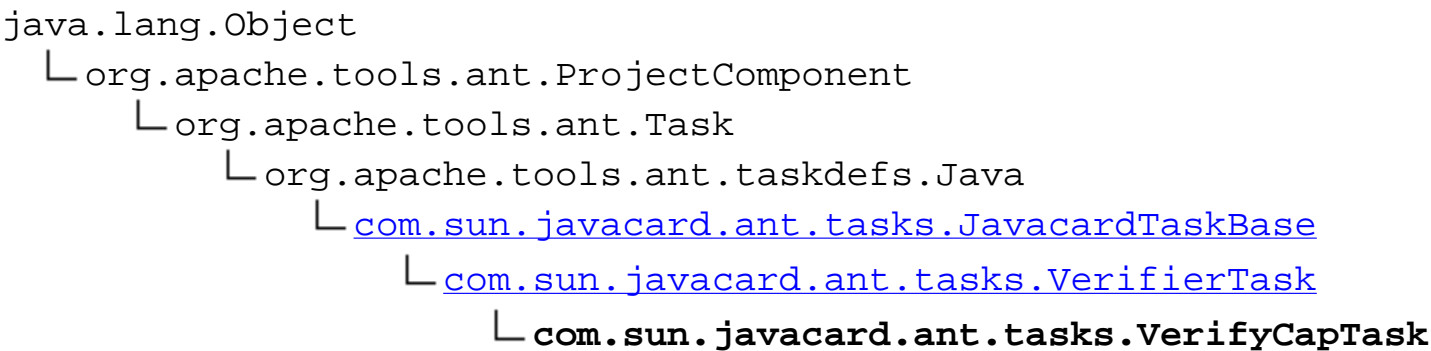 java.lang.Object
org.apache.tools.ant.ProjectComponent
org.apache.tools.ant.Task
org.apache.tools.ant.taskdefs.Java
com.sun.javacard.ant.tasks.JavacardTaskBase
com.sun.javacard.ant.tasks.VerifierTask
com.sun.javacard.ant.tasks.VerifyCapTask